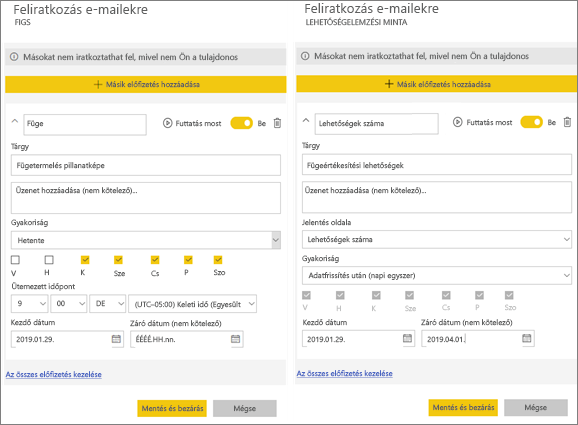 Feliratkozás e-mailekre
FIGS
Másokat nem iratkoztathat fel, mivel nem Ön a tulajdonos
Másik előfizetés hozzáadása
Füge
Futtatás most
Be
Tárgy
Fügetermelés pillanatképe
Üzenet hozzáadása (nem kötelező)...
Gyakoriság
Hetente
V H K Sze Cs P Szo
Ütemezett időpont
9 00 DE (UTC-05:00) Keleti idő (Egyesült
Kezdő dátum Záró dátum (nem kötelező)
2019.01.29. ÉÉÉÉ.HH.nn.
Az összes előfizetés kezelése
Mentés és bezárás Mégse
Feliratkozás e-mailekre
LEHETŐSÉGELEMZÉSI MINTA
Másokat nem iratkoztathat fel, mivel nem Ön a tulajdonos
Másik előfizetés hozzáadása
Lehetőségek száma
Futtatás most
Be
Tárgy
Fügeértékesítési lehetőségek
Üzenet hozzáadása (nem kötelező)...
Jelentés oldala
Lehetőségek száma
Gyakoriság
Adatfrissítés után (napi egyszer)
V H K Sze Cs P Szo
Kezdő dátum Záró dátum (nem kötelező)
2019.01.29. 2019.04.01.
Az összes előfizetés kezelése
Mentés és bezárás Mégse